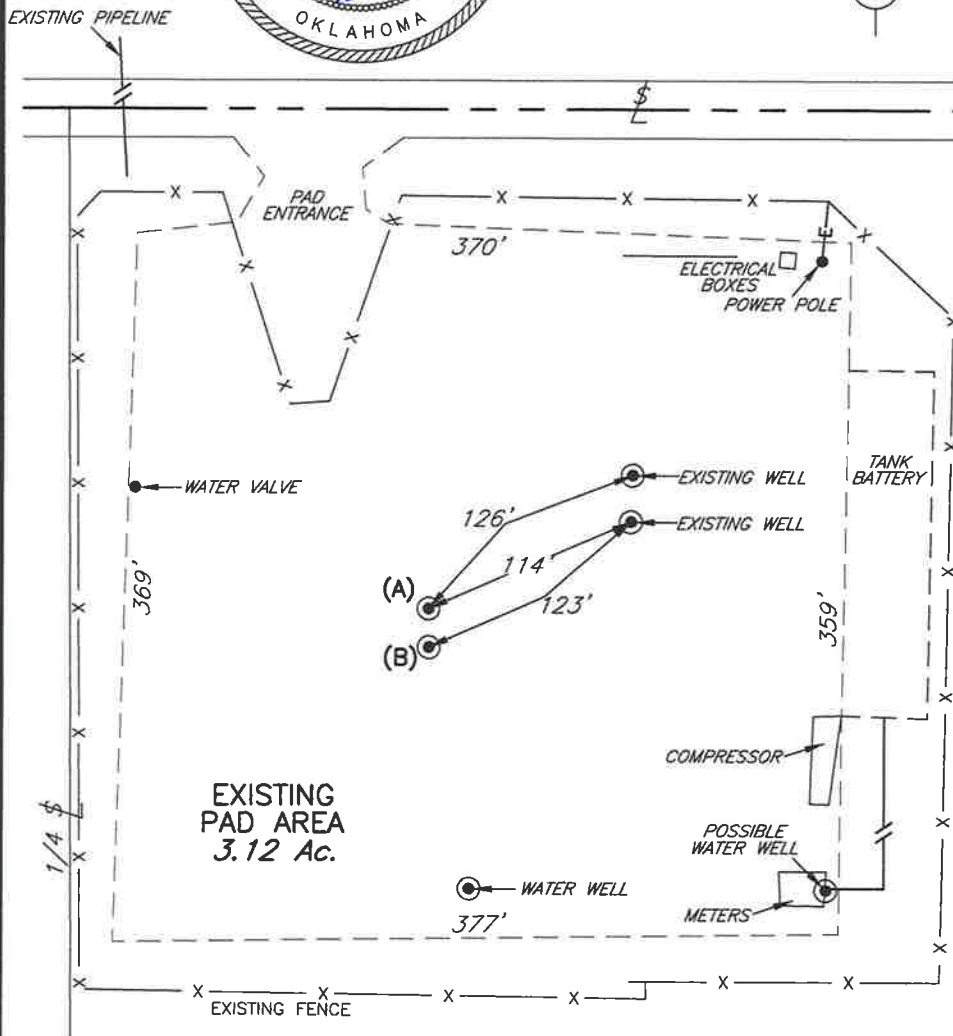 EXISTING PIPELINE
OKLAHOMA
PAD
ENTRANCE
370'
E
ELECTRICAL
BOXES
POWER POLE
WATER VALVE
EXISTING WELL
TANK
BATTERY
126'
EXISTING WELL
114'
(A)
123'
369'
359'
(B)
COMPRESSOR
EXISTING
PAD AREA
3.12 Ac.
1/4
POSSIBLE
WATER WELL
WATER WELL
METERS
377'
EXISTING FENCE